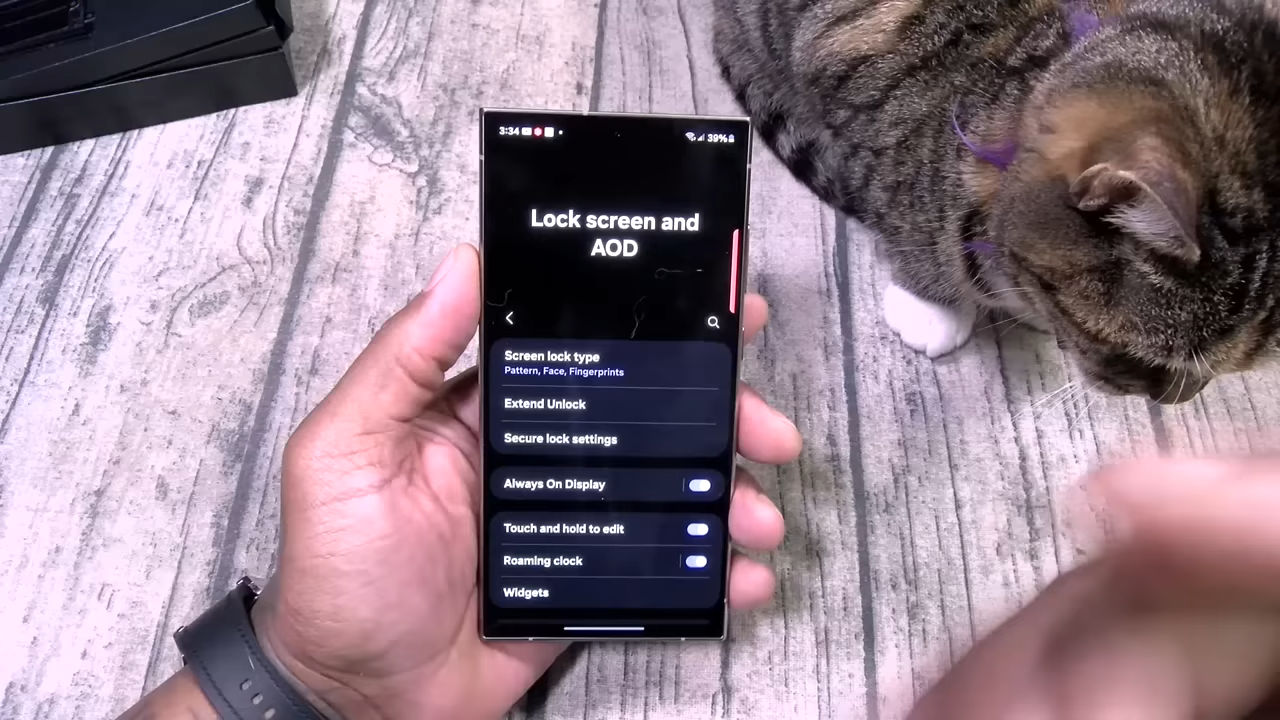 3:34
39%
Lock screen and
AOD
Screen lock type
Pattern, Face, Fingerprints
Extend Unlock
Secure lock settings
Always On Display
Touch and hold to edit
Roaming clock
Widgets